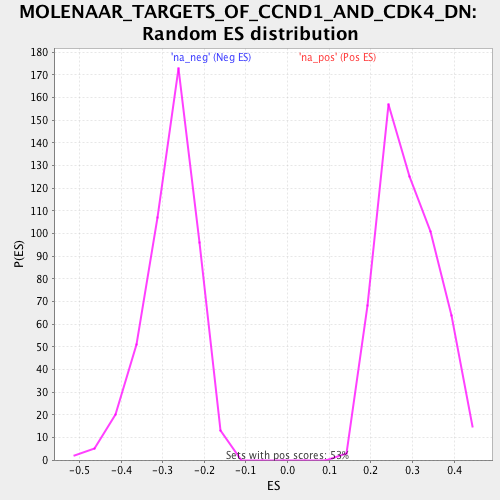 MOLENAAR_TARGETS_OF_CCND1_AND_CDK4_DN:
Random ES distribution
'na_neg' (Neg ES)
'na_pos' (Pos ES)
180
170
160
150
140
130
120
110
100
90
80
70
60
50
40
30
20
10
0
P(ES)
Sets with pos scores: 53%
-0.5 -0.4 -0.3 -0.2 -0.1 0.0 0.1 0.2 0.3 0.4
ES